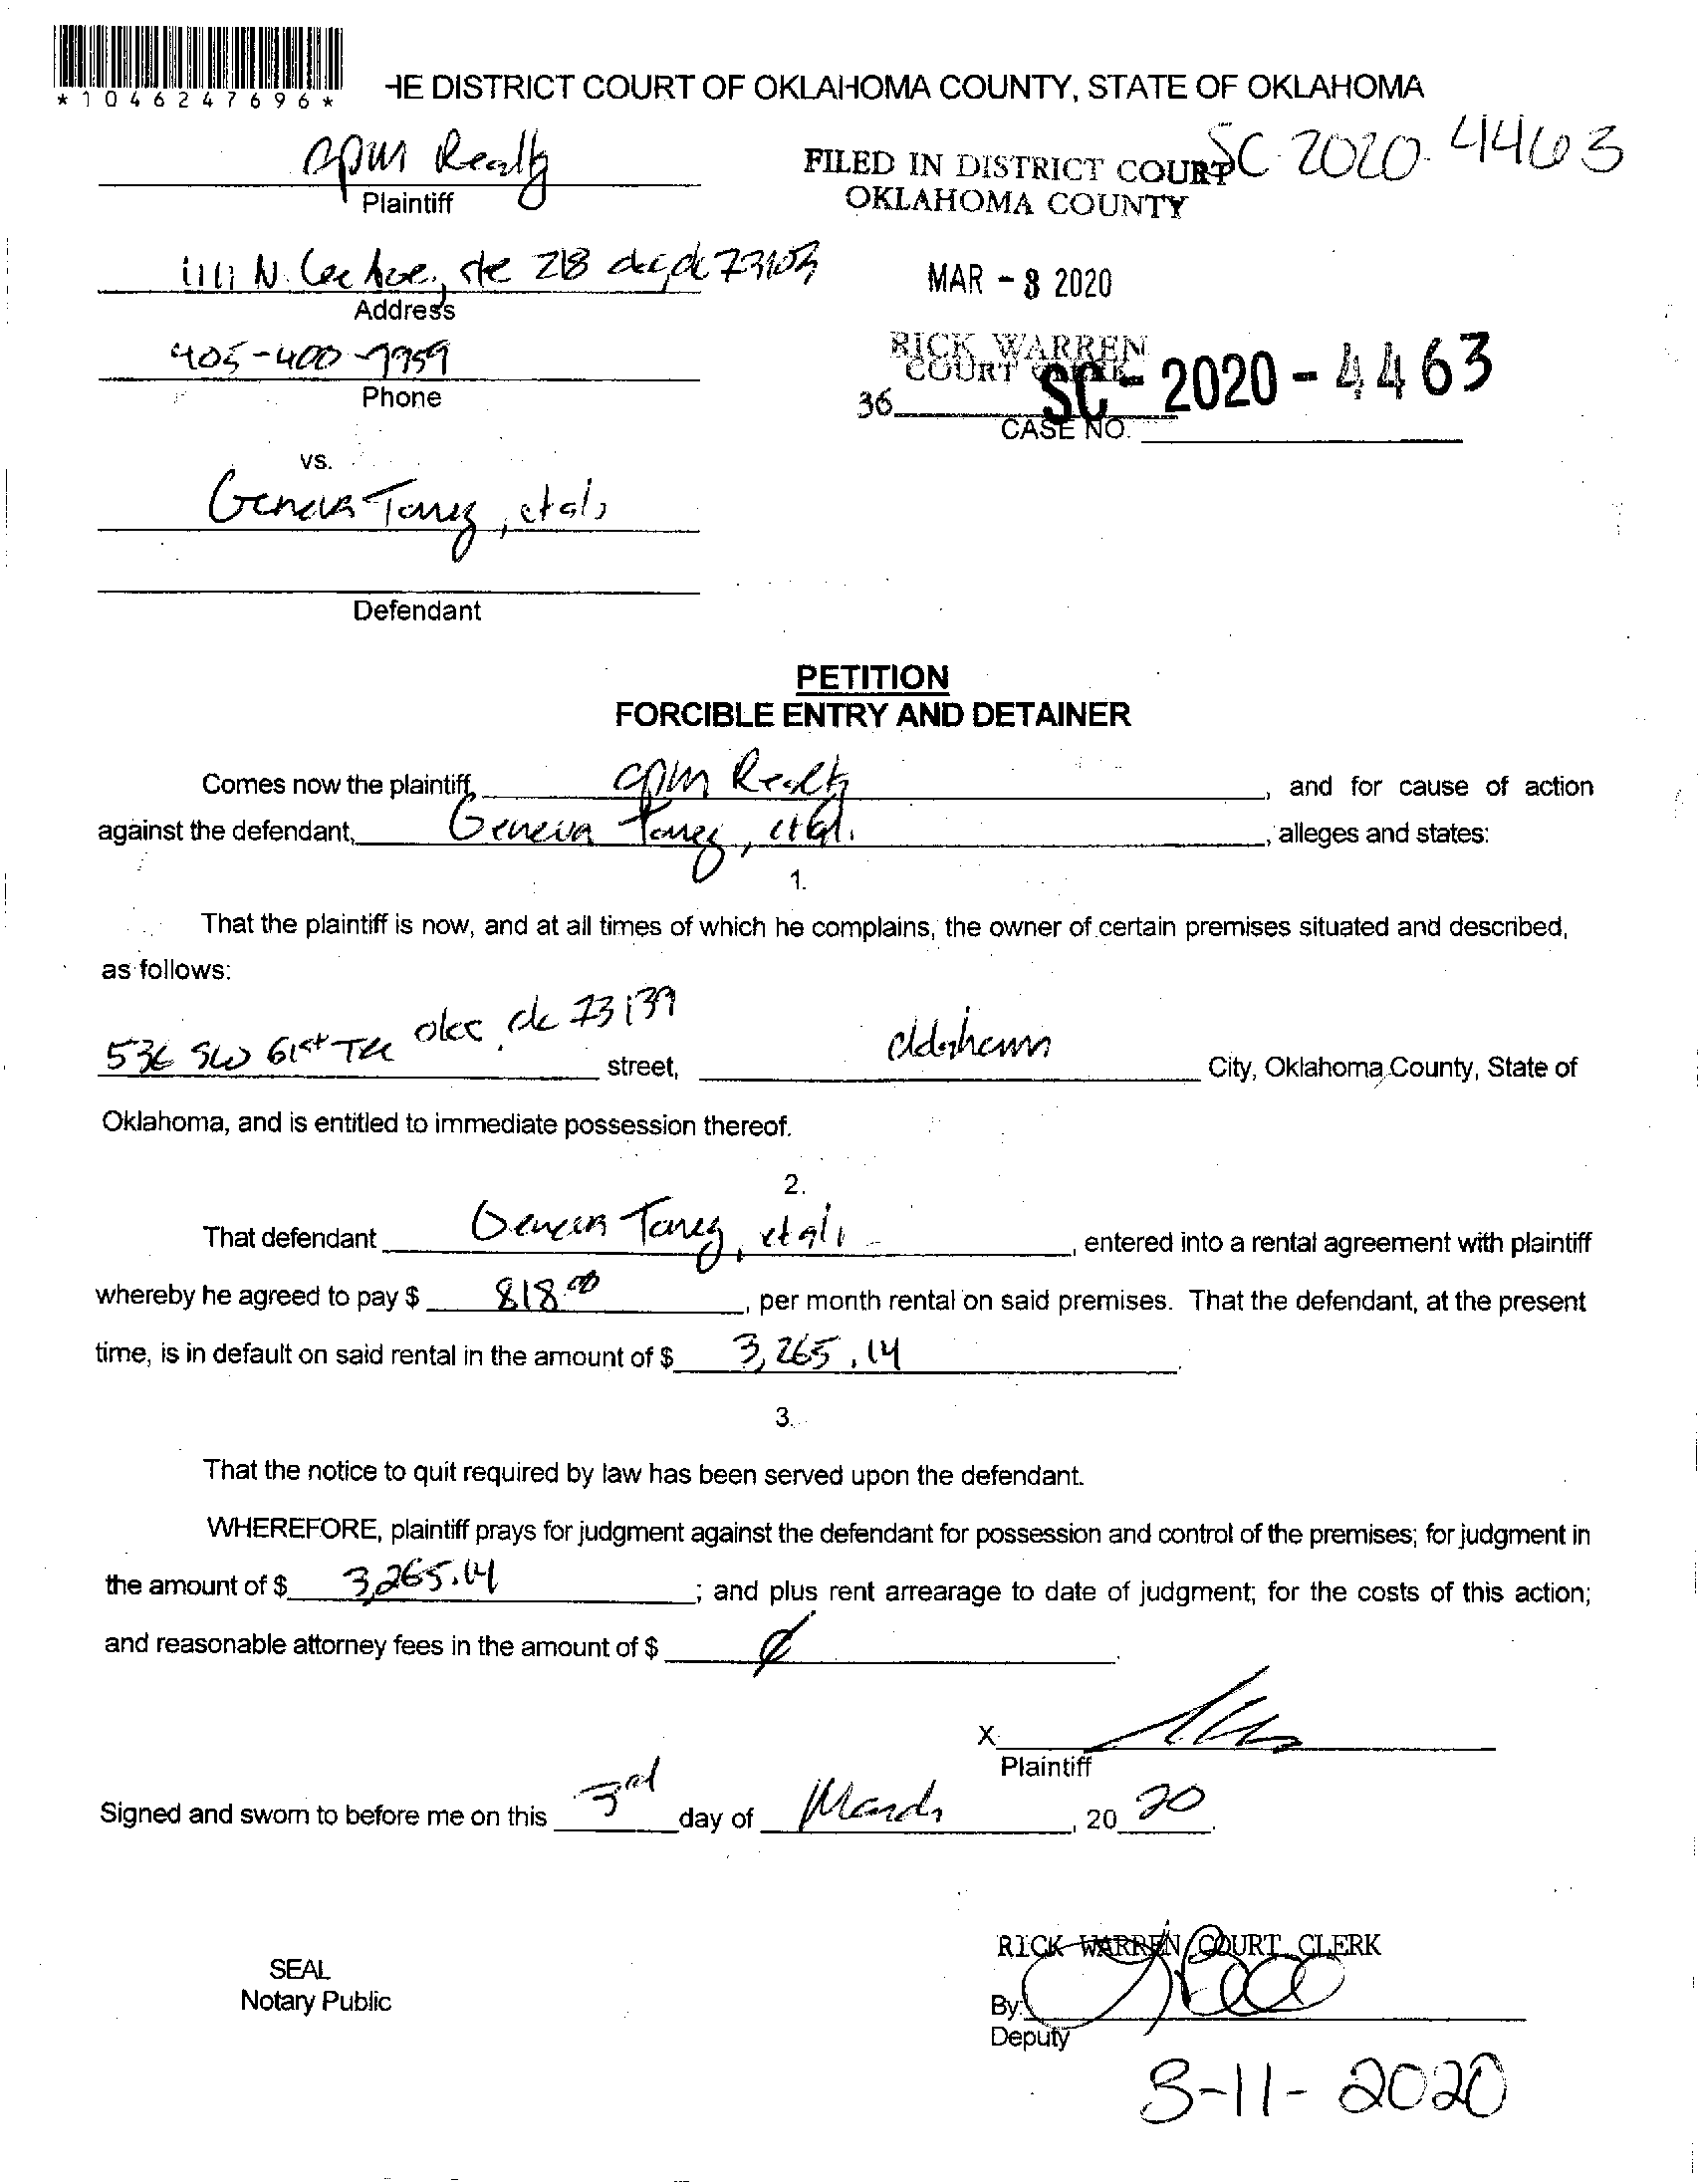 *1046247696*
HE DISTRICT COURT OF OKLAHOMA COUNTY, STATE OF OKLAHOMA
cpm Realty
Plaintiff
FILED IN DISTRICT COURT
OKLAHOMA COUNTY
SC-2020-4463
1111 N. Lee Ave, ste 218 okc, ok 73103
Address
MAR - 3 2020
405-400-7959
Phone
RICK WARREN
COURT CLERK
36
SC-2020-4463
CASE NO.
vs.
Geneva, et al,
Defendant
PETITION
FORCIBLE ENTRY AND DETAINER
Comes now the plaintiff, cpm Realty, and for cause of action
against the defendant, Geneva, et al., alleges and states:
1.
That the plaintiff is now, and at all times of which he complains, the owner of certain premises situated and described,
as follows:
536 SW 61st Ter okc, ok 73139 street, Oklahoma City, Oklahoma County, State of
Oklahoma, and is entitled to immediate possession thereof.
2.
That defendant Geneva, et al, entered into a rental agreement with plaintiff
whereby he agreed to pay $ 818.00, per month rental on said premises. That the defendant, at the present
time, is in default on said rental in the amount of $ 3,265.14.
3.
That the notice to quit required by law has been served upon the defendant.
WHEREFORE, plaintiff prays for judgment against the defendant for possession and control of the premises; for judgment in
the amount of $ 3,265.14; and plus rent arrearage to date of judgment; for the costs of this action;
and reasonable attorney fees in the amount of $
X
Plaintiff
Signed and sworn to before me on this 3rd day of March, 20 20.
RICK WARREN COURT CLERK
SEAL
Notary Public
By:
Deputy
3-11-2020